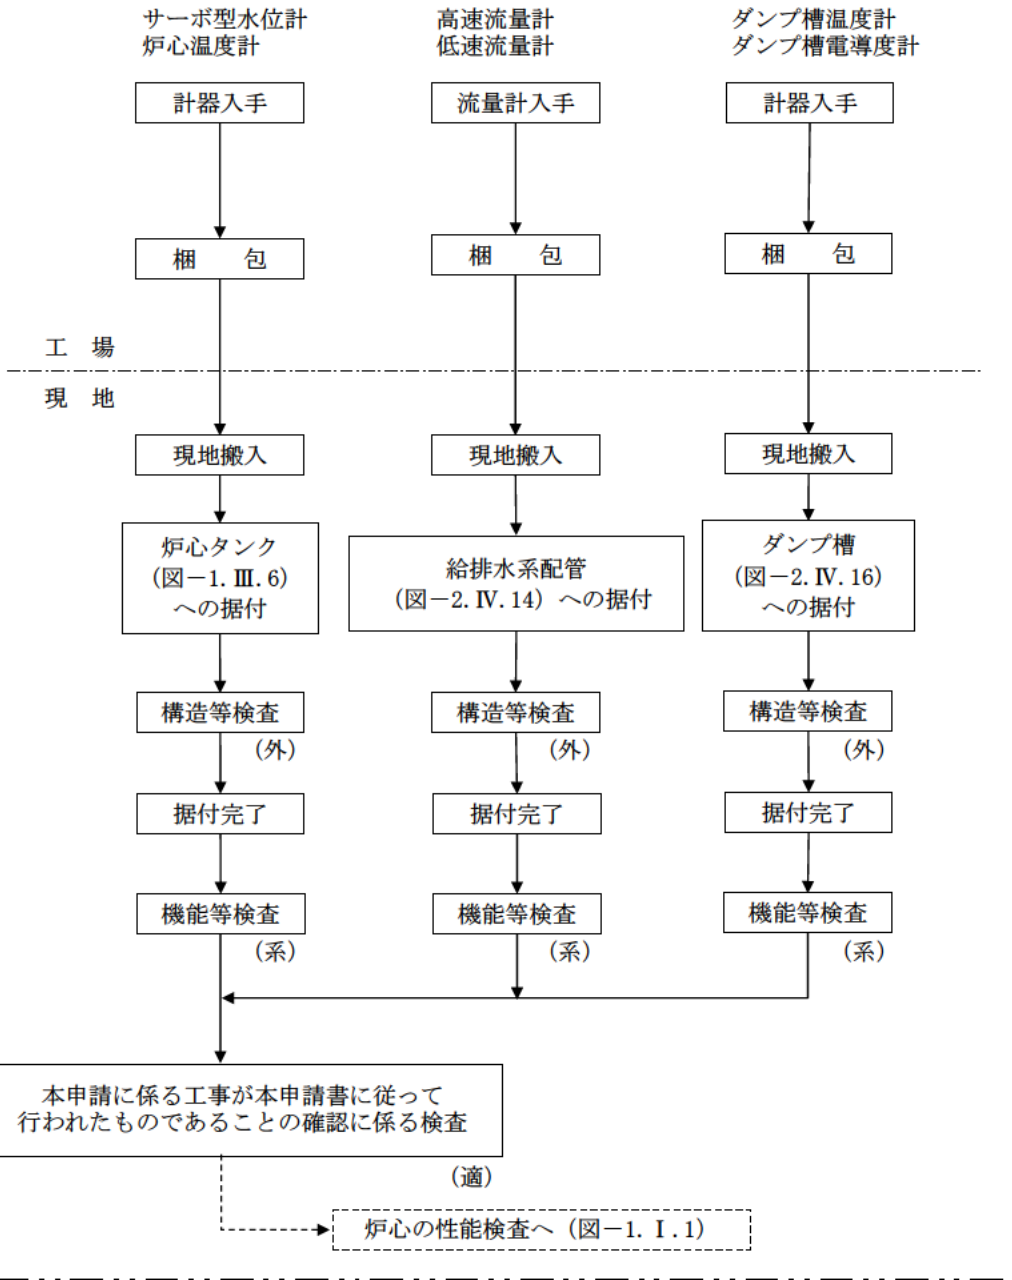 サーボ型水位計
炉心温度計
高速流量計
低速流量計
ダンプ槽温度計
ダンプ槽電導度計
計器入手
流量計入手
計器入手
梱　包
梱　包
梱　包
工　場
現　地
現地搬入
現地搬入
現地搬入
炉心タンク
（図－1.Ⅲ.6）
への据付
給排水系配管
（図－2.Ⅳ.14）への据付
ダンプ槽
（図－2.Ⅳ.16）
への据付
構造等検査
（外）
構造等検査
（外）
構造等検査
（外）
据付完了
据付完了
据付完了
機能等検査
（系）
機能等検査
（系）
機能等検査
（系）
本申請に係る工事が本申請書に従って
行われたものであることの確認に係る検査
（適）
炉心の性能検査へ（図－1.Ⅰ.1）